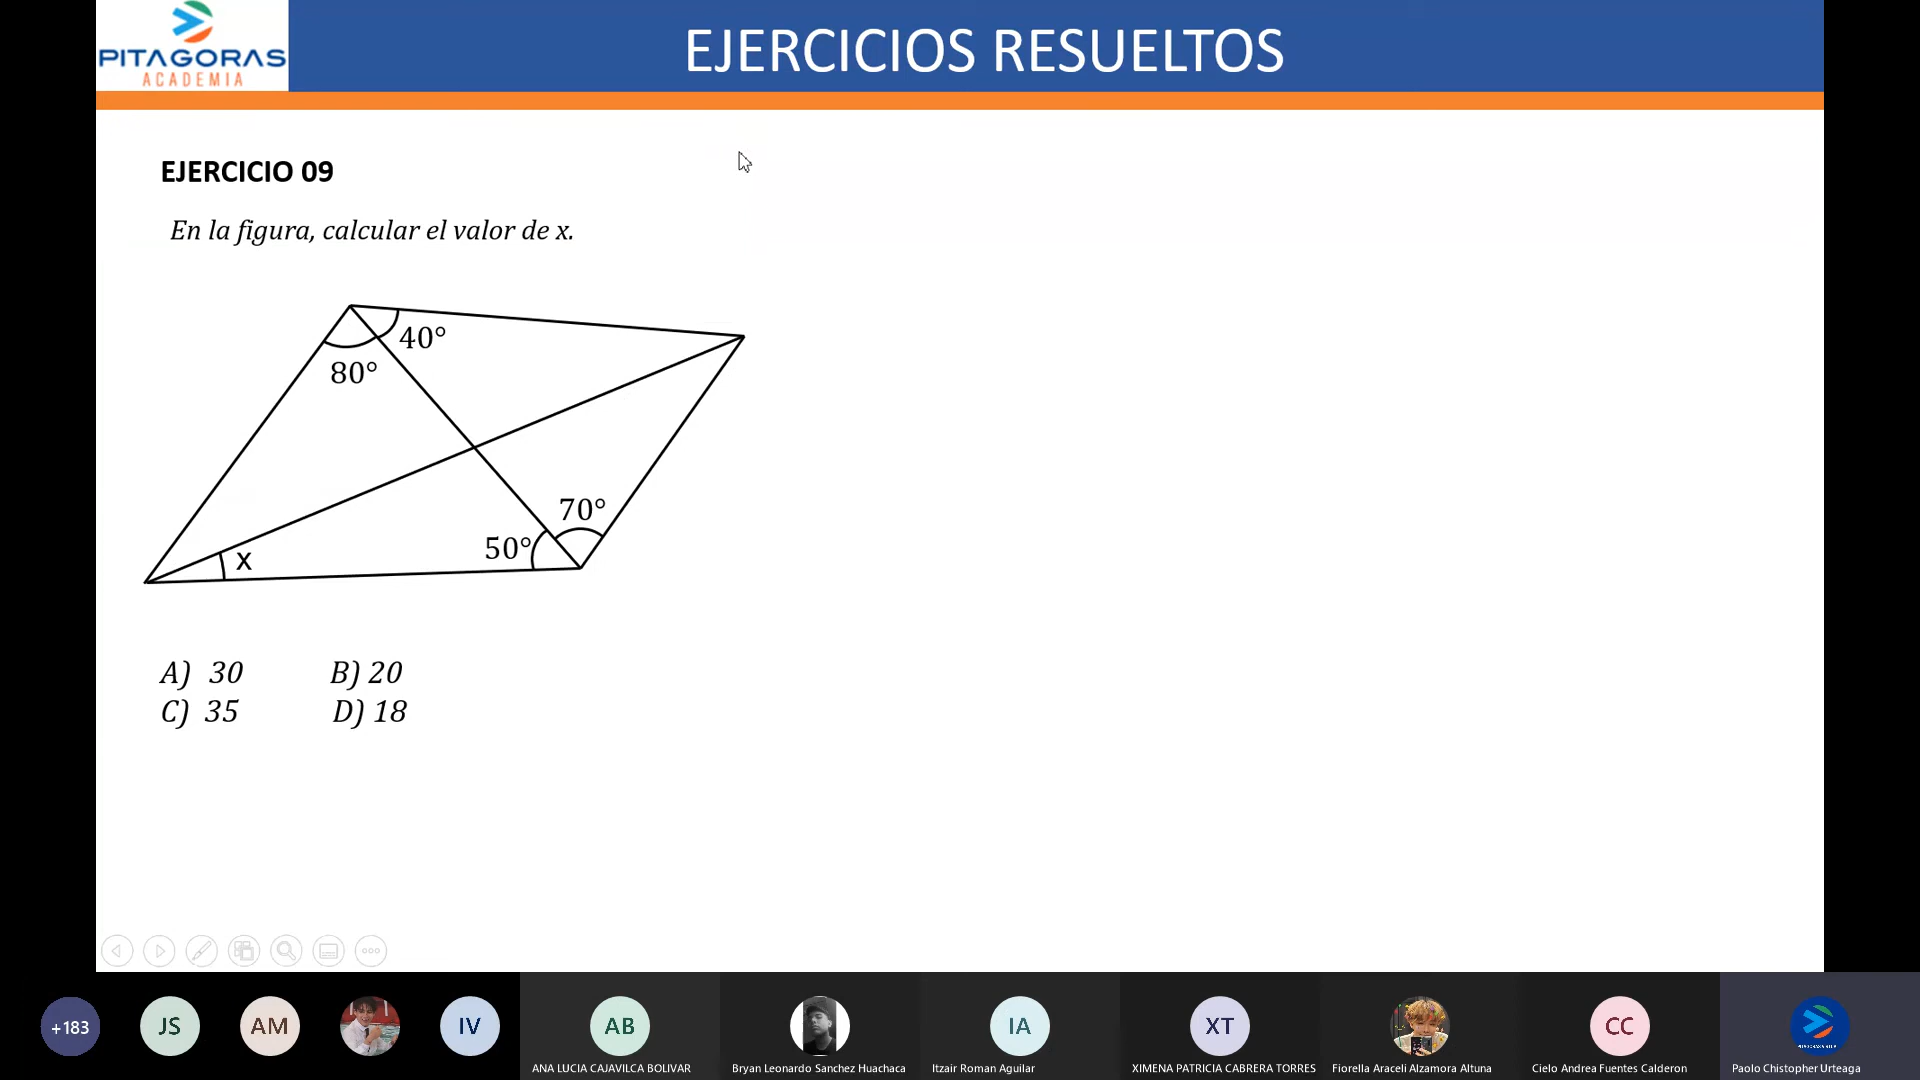 PITAGORAS
ACADEMIA
EJERCICIOS RESUELTOS
EJERCICIO 09
En la figura, calcular el valor de x.
40°
80°
70°
50°
x
A) 30 B) 20
C) 35 D) 18
+183
JS
AM
IV
AB
IA
XT
CC
ANA LUCIA CAJAVILCA BOLIVAR
Bryan Leonardo Sanchez Huachaca
Itzair Roman Aguilar
XIMENA PATRICIA CABRERA TORRES
Fiorella Araceli Alzamora Altuna
Cielo Andrea Fuentes Calderon
Paolo Chistopher Urteaga